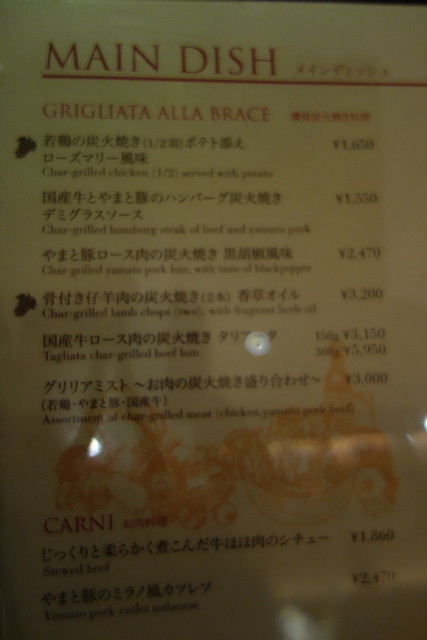 MAIN DISH メインディッシュ
GRIGLIATA ALLA BRACE
若鶏の炭火焼き(1/2羽)ポテト添え ¥1,650
ローズマリー風味
Char-grilled chicken (1/2) served with potato
国産牛とやまと豚のハンバーグ炭火焼き ¥1,550
デミグラスソース
Char-grilled hamburg steak of beef and yamato pork
やまと豚ロース肉の炭火焼き 黒胡椒風味 ¥2,470
Char-grilled yamato pork loin, with taste of blackpepper
骨付き仔羊肉の炭火焼き(2本) 香草オイル ¥3,200
Char-grilled lamb chops (two), with fragrant herb oil
国産牛ロース肉の炭火焼き タリアータ 150g ¥3,150
Tagliata char-grilled beef loin 300g ¥5,950
グリリアミスト ～お肉の炭火焼き盛り合わせ～ ¥3,000
(若鶏・やまと豚・国産牛)
Assortment of char-grilled meat (chicken,yamato pork,beef)
CARNI お肉料理
じっくりと柔らかく煮こんだ牛ほほ肉のシチュー ¥1,860
Stewed beef
やまと豚のミラノ風カツレツ ¥2,470
Yamato pork cutlet milanese